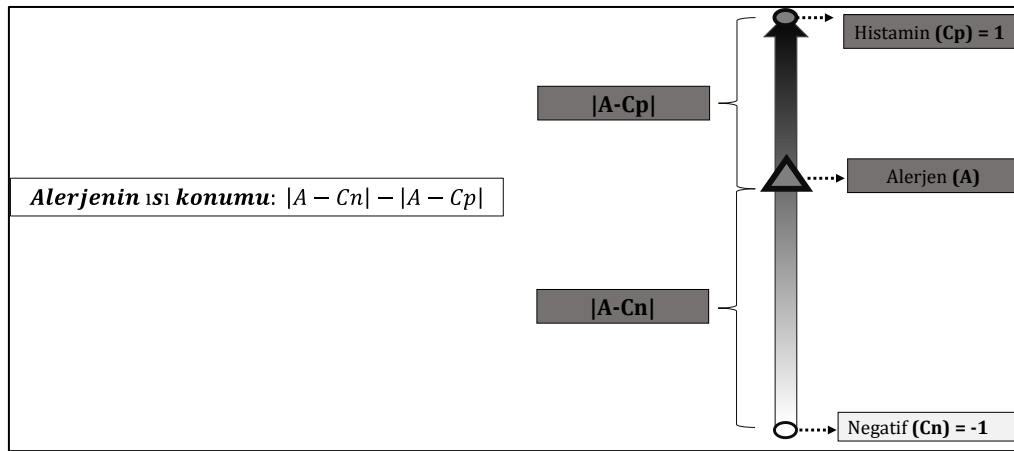 Histamin (Cp) = 1
|A-Cp|
Alerjen (A)
Alerjenin ısı konumu: |A − Cn| − |A − Cp|
|A-Cn|
Negatif (Cn) = -1